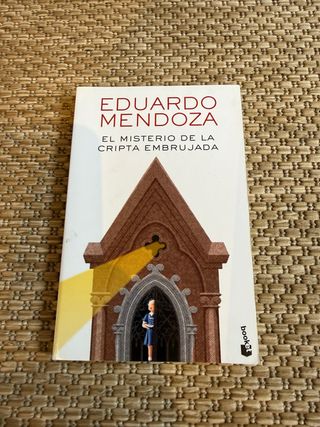 EDUARDO
MENDOZA
EL MISTERIO DE LA
CRIPTA EMBRUJADA
booket